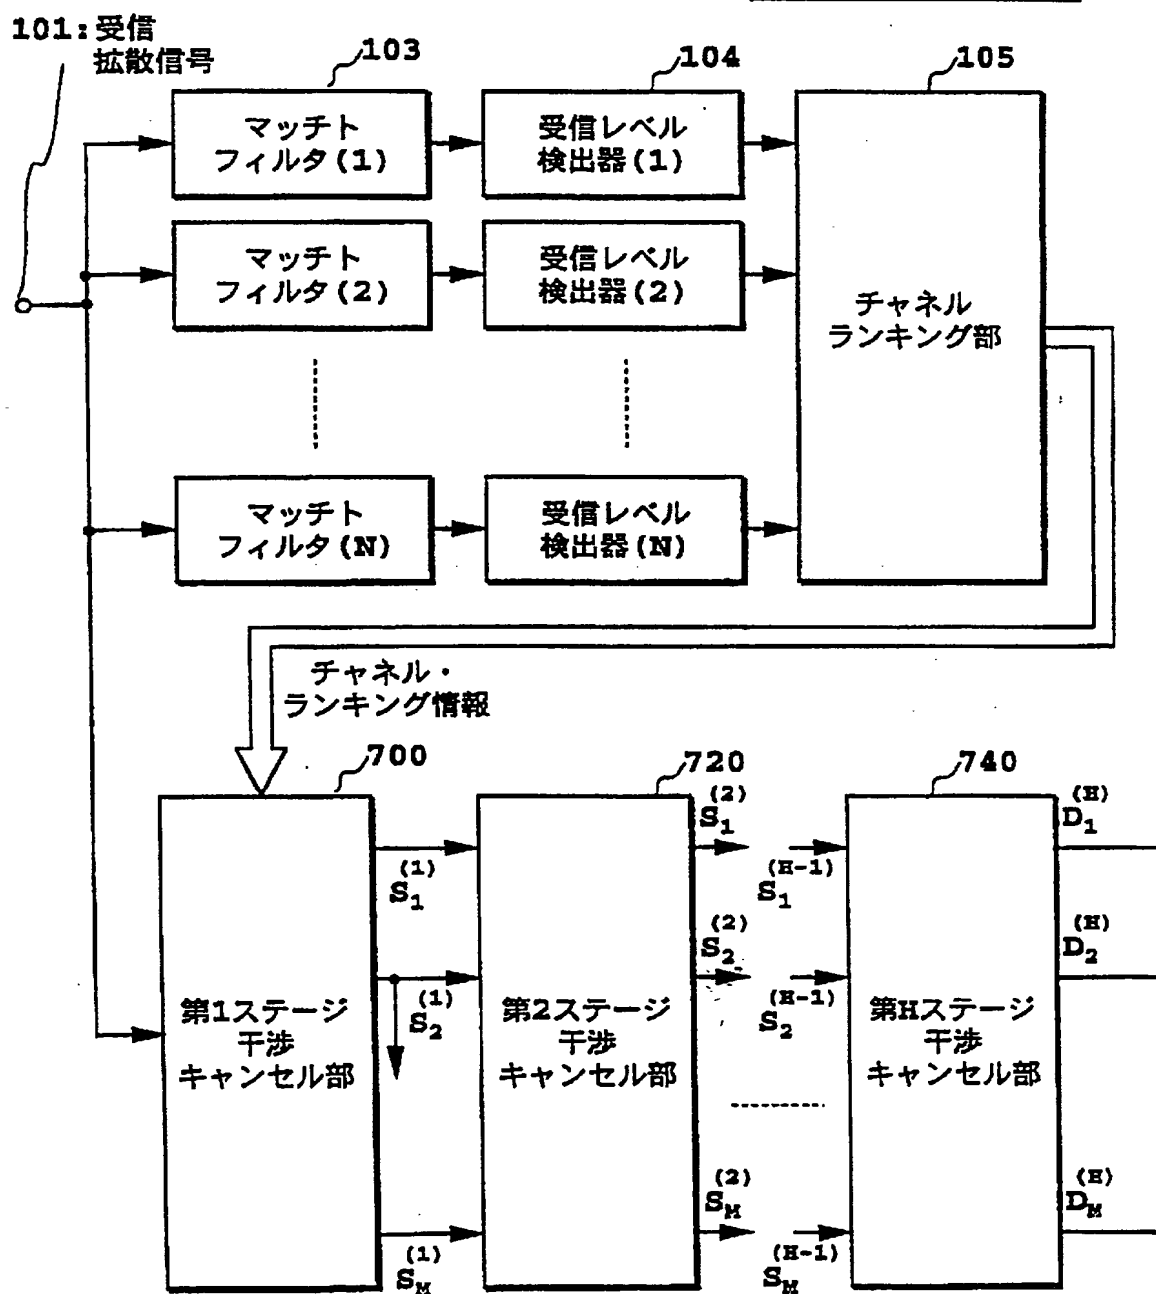 101:受信
拡散信号
103
104
105
マッチト
フィルタ(1)
受信レベル
検出器(1)
マッチト
フィルタ(2)
受信レベル
検出器(2)
チャネル
ランキング部
マッチト
フィルタ(N)
受信レベル
検出器(N)
チャネル・
ランキング情報
700
720
740
S1(1)
S1(2)
S1(H-1)
D1(H)
S2(1)
S2(2)
S2(H-1)
D2(H)
第1ステージ
干渉
キャンセル部
第2ステージ
干渉
キャンセル部
第Hステージ
干渉
キャンセル部
SM(1)
SM(2)
SM(H-1)
DM(H)